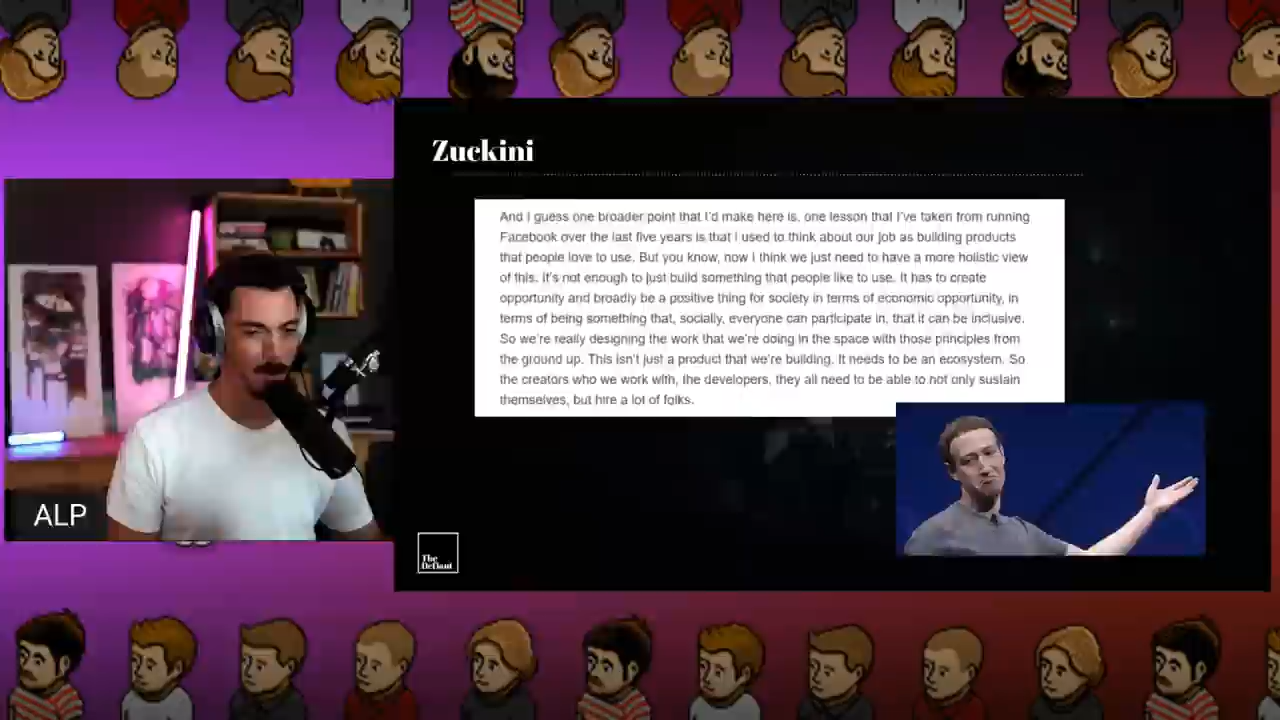 Zuckini
And I guess one broader point that I'd make here is, one lesson that I've taken from running
Facebook over the last five years is that I used to think about our job as building products
that people love to use. But you know, now I think we just need to have a more holistic view
of this. It's not enough to just build something that people like to use. It has to create
opportunity and broadly be a positive thing for society in terms of economic opportunity, in
terms of being something that, socially, everyone can participate in, that it can be inclusive.
So we're really designing the work that we're doing in the space with those principles from
the ground up. This isn't just a product that we're building. It needs to be an ecosystem. So
the creators who we work with, the developers, they all need to be able to not only sustain
themselves, but hire a lot of folks.
ALP
The
Defiant